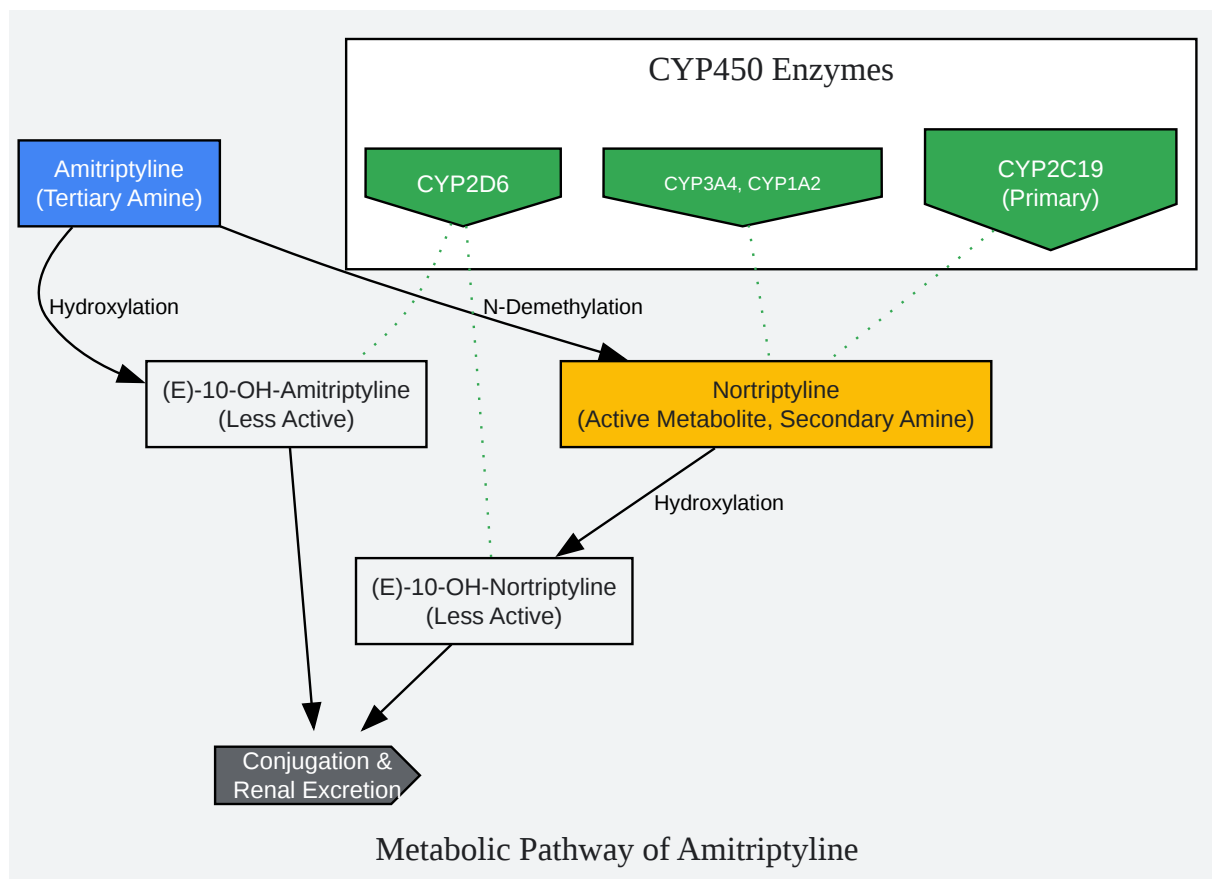 CYP450 Enzymes
Amitriptyline
(Tertiary Amine)
CYP2D6
CYP3A4, CYP1A2
CYP2C19
(Primary)
Hydroxylation
N-Demethylation
(E)-10-OH-Amitriptyline
(Less Active)
Nortriptyline
(Active Metabolite, Secondary Amine)
Hydroxylation
(E)-10-OH-Nortriptyline
(Less Active)
Conjugation &
Renal Excretion
Metabolic Pathway of Amitriptyline